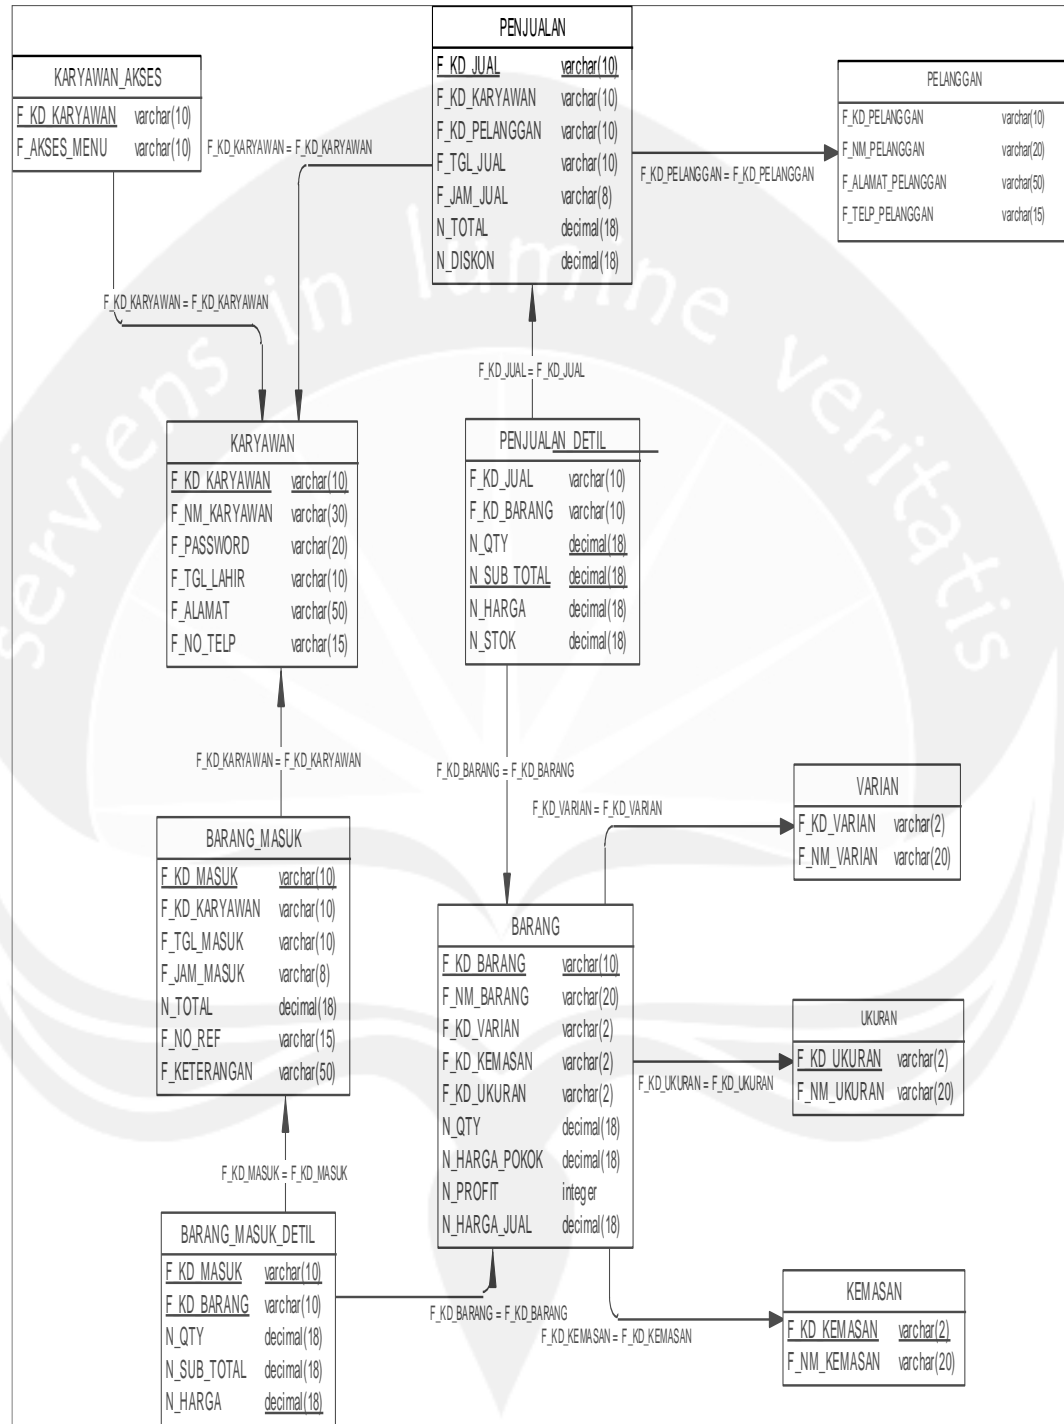 PENJUALAN
F_KD_JUAL varchar(10)
F_KD_KARYAWAN varchar(10)
F_KD_PELANGGAN varchar(10)
F_TGL_JUAL varchar(10)
F_JAM_JUAL varchar(8)
N_TOTAL decimal(18)
N_DISKON decimal(18)
KARYAWAN_AKSES
F_KD_KARYAWAN varchar(10)
F_AKSES_MENU varchar(10)
PELANGGAN
F_KD_PELANGGAN varchar(10)
F_NM_PELANGGAN varchar(20)
F_ALAMAT_PELANGGAN varchar(50)
F_TELP_PELANGGAN varchar(15)
F_KD_KARYAWAN = F_KD_KARYAWAN
F_KD_PELANGGAN = F_KD_PELANGGAN
F_KD_KARYAWAN = F_KD_KARYAWAN
F_KD_JUAL = F_KD_JUAL
serviens in lumine veritatis
KARYAWAN
F_KD_KARYAWAN varchar(10)
F_NM_KARYAWAN varchar(30)
F_PASSWORD varchar(20)
F_TGL_LAHIR varchar(10)
F_ALAMAT varchar(50)
F_NO_TELP varchar(15)
PENJUALAN_DETIL
F_KD_JUAL varchar(10)
F_KD_BARANG varchar(10)
N_QTY decimal(18)
N_SUB_TOTAL decimal(18)
N_HARGA decimal(18)
N_STOK decimal(18)
F_KD_KARYAWAN = F_KD_KARYAWAN
F_KD_BARANG = F_KD_BARANG
F_KD_VARIAN = F_KD_VARIAN
VARIAN
F_KD_VARIAN varchar(2)
F_NM_VARIAN varchar(20)
BARANG_MASUK
F_KD_MASUK varchar(10)
F_KD_KARYAWAN varchar(10)
F_TGL_MASUK varchar(10)
F_JAM_MASUK varchar(8)
N_TOTAL decimal(18)
F_NO_REF varchar(15)
F_KETERANGAN varchar(50)
BARANG
F_KD_BARANG varchar(10)
F_NM_BARANG varchar(20)
F_KD_VARIAN varchar(2)
F_KD_KEMASAN varchar(2)
F_KD_UKURAN varchar(2)
N_QTY decimal(18)
N_HARGA_POKOK decimal(18)
N_PROFIT integer
N_HARGA_JUAL decimal(18)
UKURAN
F_KD_UKURAN varchar(2)
F_NM_UKURAN varchar(20)
F_KD_UKURAN = F_KD_UKURAN
F_KD_MASUK = F_KD_MASUK
BARANG_MASUK_DETIL
F_KD_MASUK varchar(10)
F_KD_BARANG varchar(10)
N_QTY decimal(18)
N_SUB_TOTAL decimal(18)
N_HARGA decimal(18)
F_KD_BARANG = F_KD_BARANG
F_KD_KEMASAN = F_KD_KEMASAN
KEMASAN
F_KD_KEMASAN varchar(2)
F_NM_KEMASAN varchar(20)